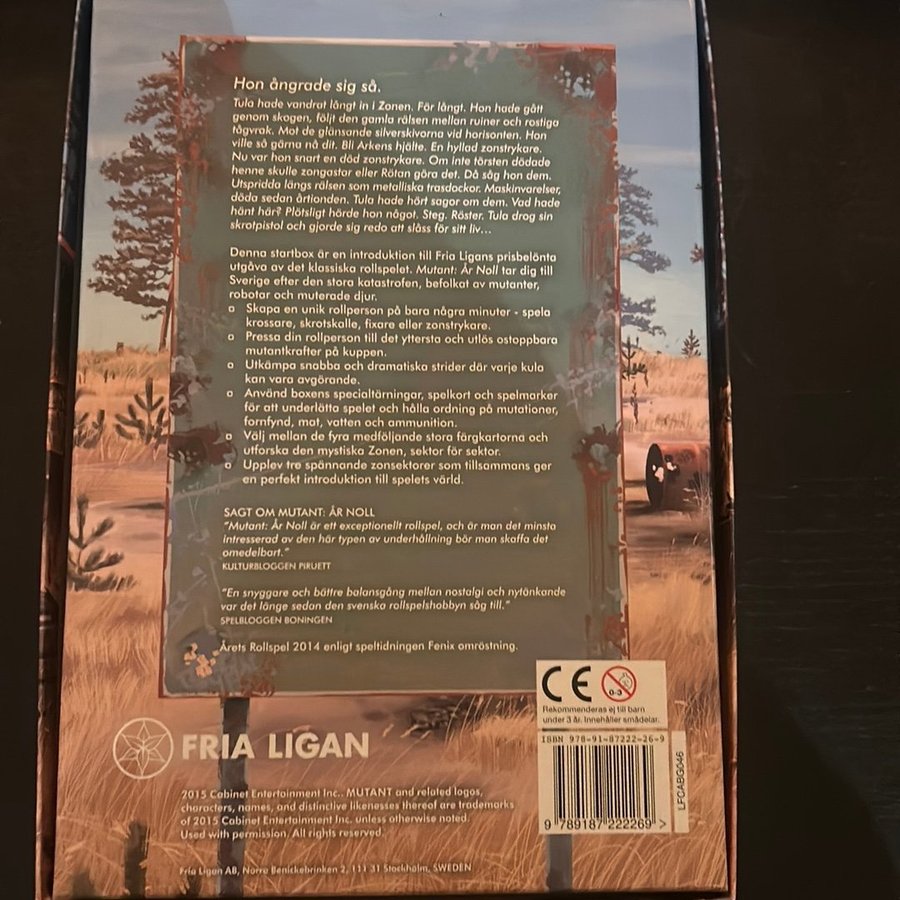 Hon ångrade sig så.
Tula hade vandrat långt in i Zonen. För långt. Hon hade gått
genom skogen, följt den gamla rälsen mellan ruiner och rostiga
tågvrak. Mot de glänsande silverskivorna vid horisonten. Hon
ville så gärna nå dit. Bli Arkens hjälte. En hyllad zonstrykare.
Nu var hon snart en död zonstrykare. Om inte törsten dödade
henne skulle zongastar eller Rötan göra det. Då såg hon dem.
Utspridda längs rälsen som metalliska trasdockor. Maskinvarelser,
döda sedan årtionden. Tula hade hört sagor om dem. Vad hade
hänt här? Plötsligt hörde hon något. Steg. Röster. Tula drog sin
skrotpistol och gjorde sig redo att slåss för sitt liv...
Denna startbox är en introduktion till Fria Ligans prisbelönta
utgåva av det klassiska rollspelet. Mutant: År Noll tar dig till
Sverige efter den stora katastrofen, befolkat av mutanter,
robotar och muterade djur.
▫ Skapa en unik rollperson på bara några minuter - spela
krossare, skrotskalle, fixare eller zonstrykare.
▫ Pressa din rollperson till det yttersta och utlös ostoppbara
mutantkrafter på kuppen.
▫ Utkämpa snabba och dramatiska strider där varje kula
kan vara avgörande.
▫ Använd boxens specialtärningar, spelkort och spelmarker
för att underlätta spelet och hålla ordning på mutationer,
fornfynd, mat, vatten och ammunition.
▫ Välj mellan de fyra medföljande stora färgkartorna och
utforska den mystiska Zonen, sektor för sektor.
▫ Upplev tre spännande zonsektorer som tillsammans ger
en perfekt introduktion till spelets värld.
SAGT OM MUTANT: ÅR NOLL
"Mutant: År Noll är ett exceptionellt rollspel, och är man det minsta
intresserad av den här typen av underhållning bör man skaffa det
omedelbart."
KULTURBLOGGEN PIRUETT
"En snyggare och bättre balansgång mellan nostalgi och nytänkande
var det länge sedan den svenska rollspelshobbyn såg till."
SPELBLOGGEN BONINGEN
Årets Rollspel 2014 enligt speltidningen Fenix omröstning.
CE 0-3
Rekommenderas ej till barn
under 3 år. Innehåller smådelar.
ISBN 978-91-87222-26-9
9 789187 222269 >
LFCABG046
FRIA LIGAN
2015 Cabinet Entertainment Inc.. MUTANT and related logos,
characters, names, and distinctive likenesses thereof are trademarks
of 2015 Cabinet Entertainment Inc. unless otherwise noted.
Used with permission. All rights reserved.
Fria Ligan AB, Norra Benickebrinken 2, 111 31 Stockholm, SWEDEN